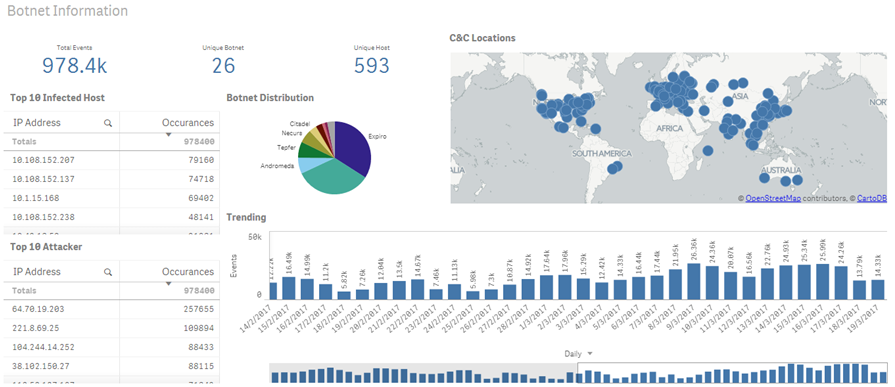 Botnet Information
Total Events
978.4k
Unique Botnet
26
Unique Host
593
C&C Locations
NORTH AMERICA
ASIA
AFRICA
SOUTH AMERICA
AUSTRALIA
© OpenStreetMap contributors, © CartoDB
Top 10 Infected Host
IP Address Occurances
Totals 978400
10.108.152.207 79160
10.108.152.137 74718
10.1.15.168 69402
10.108.152.238 48141
Botnet Distribution
Citadel
Necurs
Tepfer
Andromeda
Expiro
Top 10 Attacker
IP Address Occurances
Totals 978400
64.70.19.203 257655
221.8.69.25 109894
104.244.14.252 88433
38.102.150.27 88115
Trending
Events
50k
0
16.49k
14.99k
11.2k
5.82k
7.26k
12.04k
13.5k
14.67k
7.46k
11.13k
5.98k
7.3k
10.87k
14.92k
17.64k
17.96k
15.29k
12.42k
14.33k
16.44k
17.44k
21.95k
26.36k
24.36k
20.07k
16.56k
22.76k
24.93k
25.34k
25.99k
24.26k
13.79k
14.33k
14/2/2017
15/2/2017
16/2/2017
17/2/2017
18/2/2017
19/2/2017
20/2/2017
21/2/2017
22/2/2017
23/2/2017
24/2/2017
25/2/2017
26/2/2017
27/2/2017
28/2/2017
1/3/2017
2/3/2017
3/3/2017
4/3/2017
5/3/2017
6/3/2017
7/3/2017
8/3/2017
9/3/2017
10/3/2017
11/3/2017
12/3/2017
13/3/2017
14/3/2017
15/3/2017
16/3/2017
17/3/2017
18/3/2017
19/3/2017
Daily